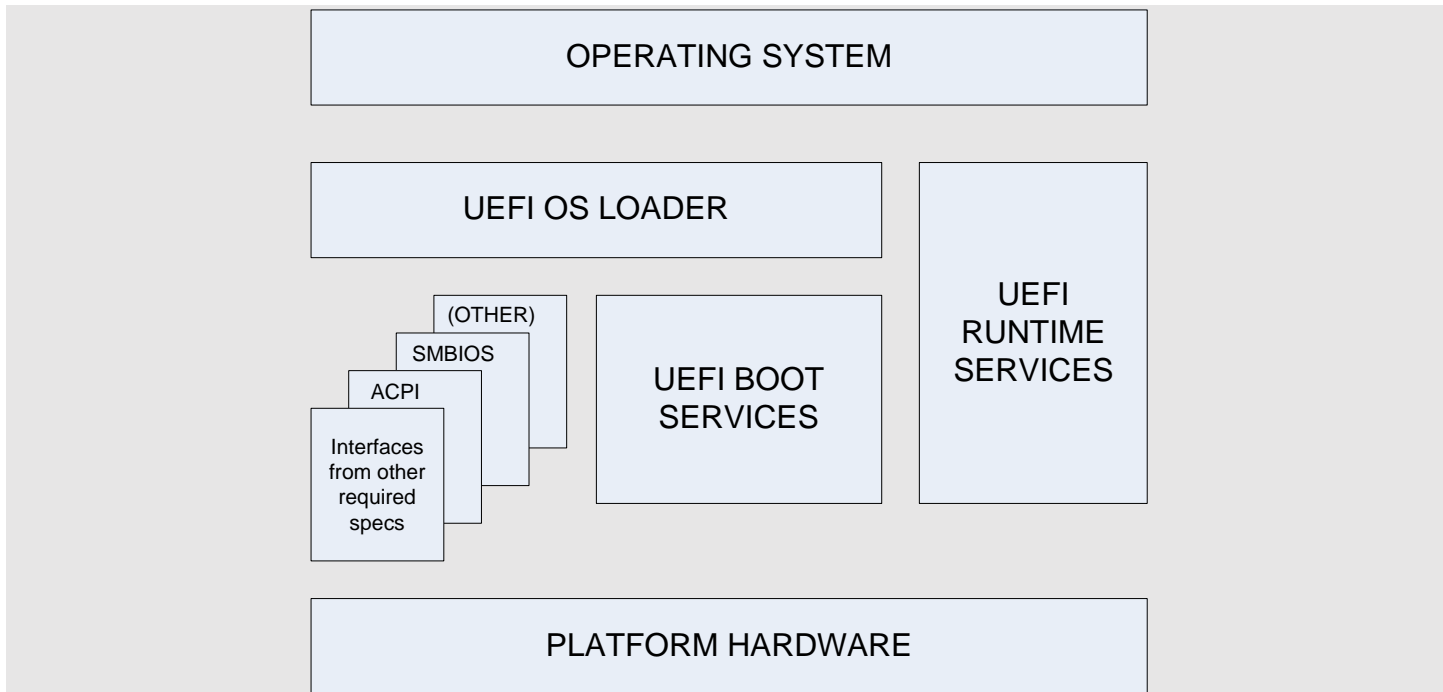 OPERATING SYSTEM
UEFI OS LOADER
UEFI
RUNTIME
SERVICES
(OTHER)
SMBIOS
ACPI
Interfaces
from other
required
specs
UEFI BOOT
SERVICES
PLATFORM HARDWARE